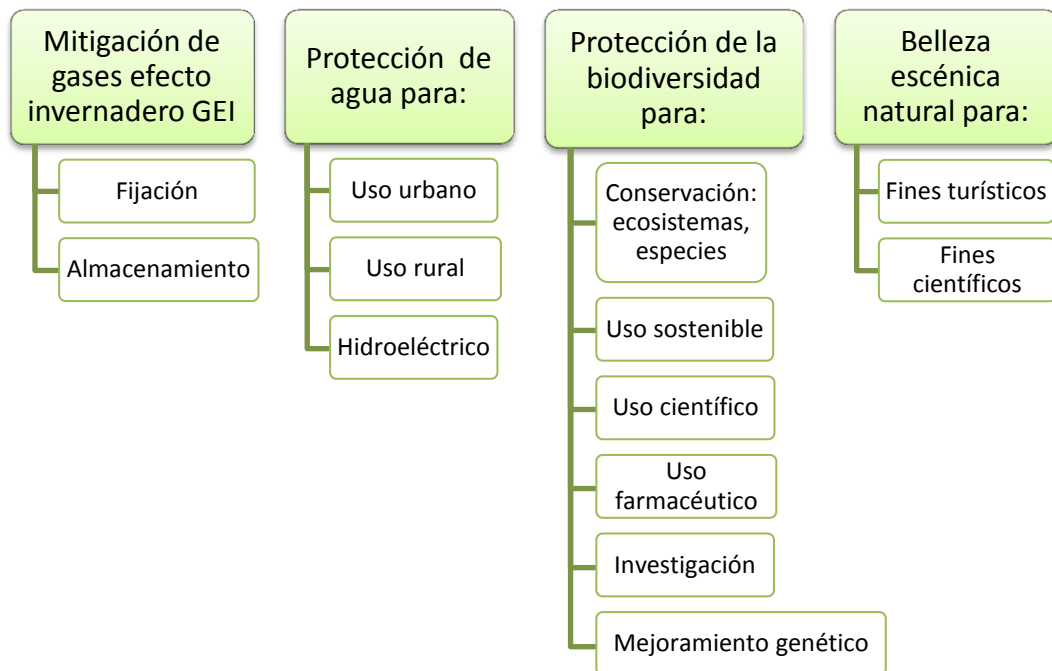 Mitigación de
gases efecto
invernadero GEI
Fijación
Almacenamiento
Protección de
agua para:
Uso urbano
Uso rural
Hidroeléctrico
Protección de la
biodiversidad
para:
Conservación:
ecosistemas,
especies
Uso sostenible
Uso científico
Uso
farmacéutico
Investigación
Mejoramiento genético
Belleza
escénica
natural para:
Fines turísticos
Fines
científicos